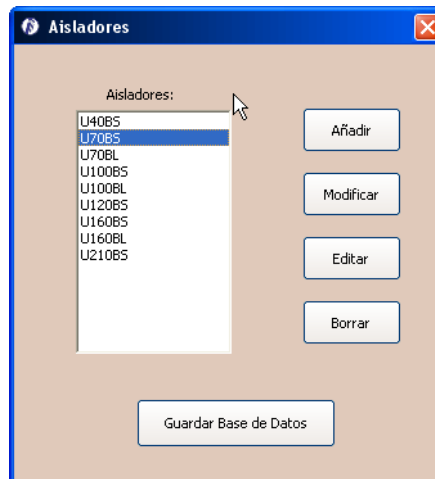 Aisladores
Aisladores:
U40BS
U70BS
U70BL
U100BS
U100BL
U120BS
U160BS
U160BL
U210BS
Añadir
Modificar
Editar
Borrar
Guardar Base de Datos